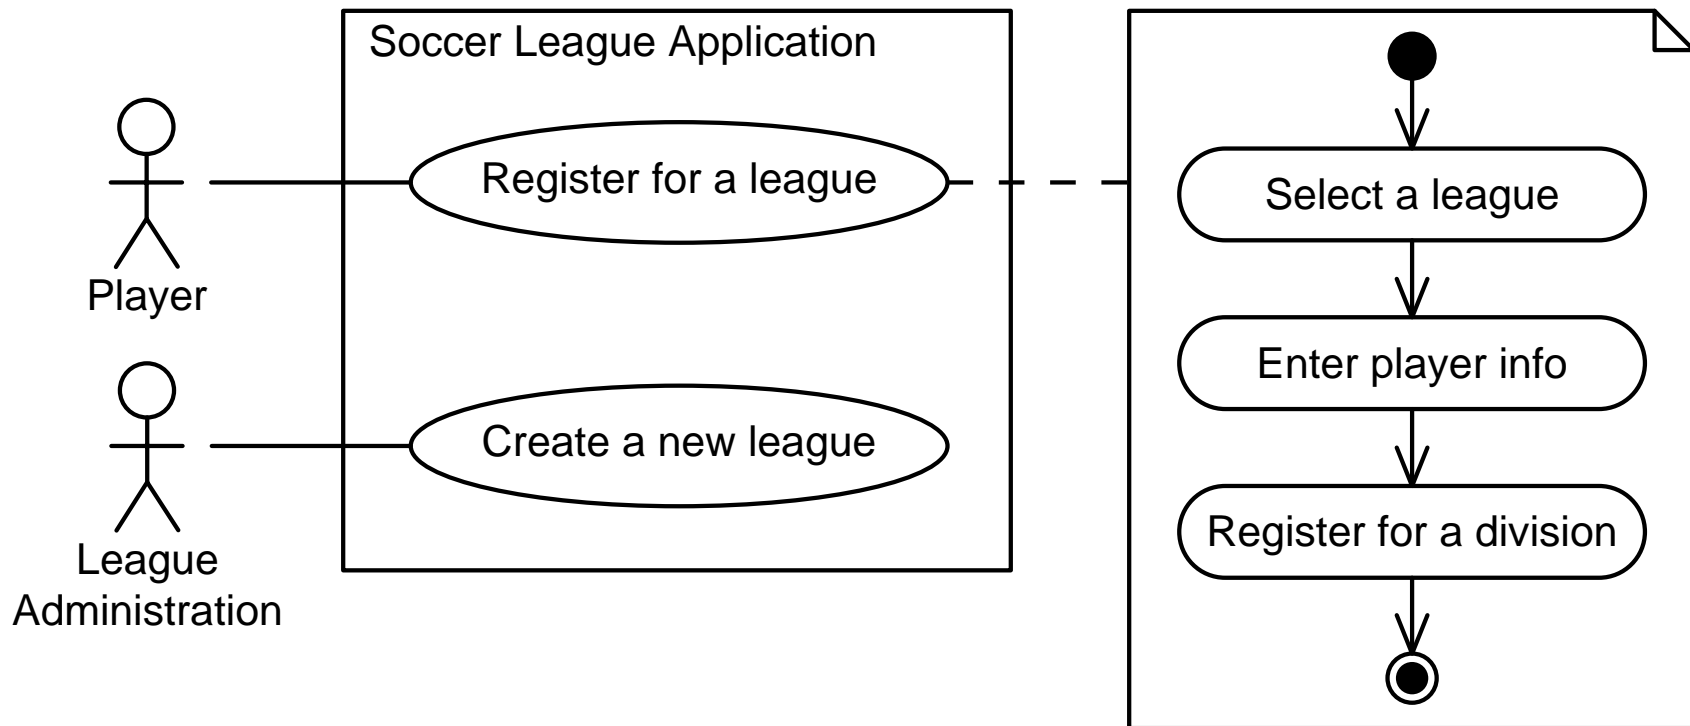 Soccer League Application
Register for a league
Player
Create a new league
League
Administration
Select a league
Enter player info
Register for a division